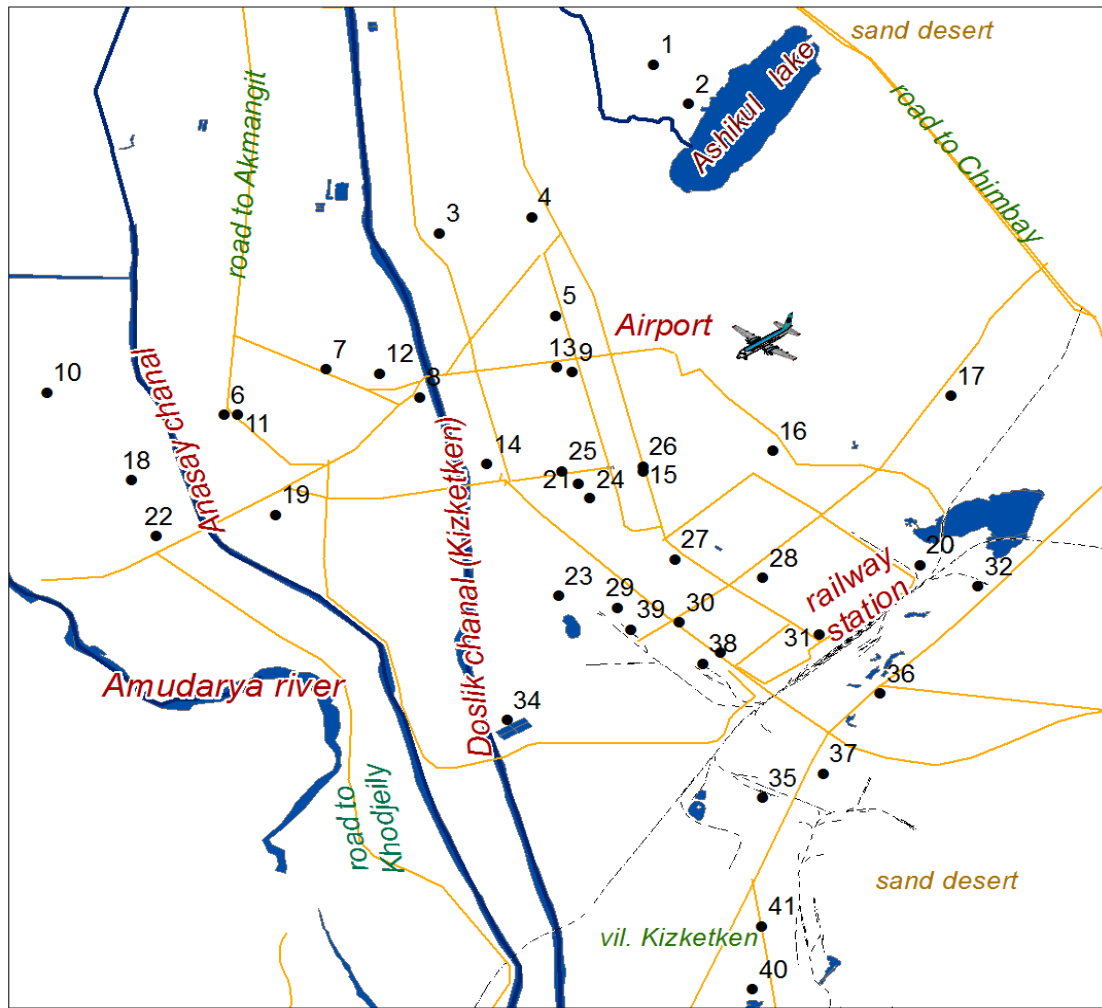 sand desert
1
2
Ashikul lake
road to Chimbay
road to Akmangit
3
4
5
Airport
7
12
8
13
9
10
6
11
17
Anasay chanal
Doslik chanal (Kizketken)
16
14
25
26
15
21
24
18
19
22
27
28
20
32
railway
station
23
29
39
30
31
38
36
Amudarya river
34
37
35
road to
Khodjeily
sand desert
41
vil. Kizketken
40